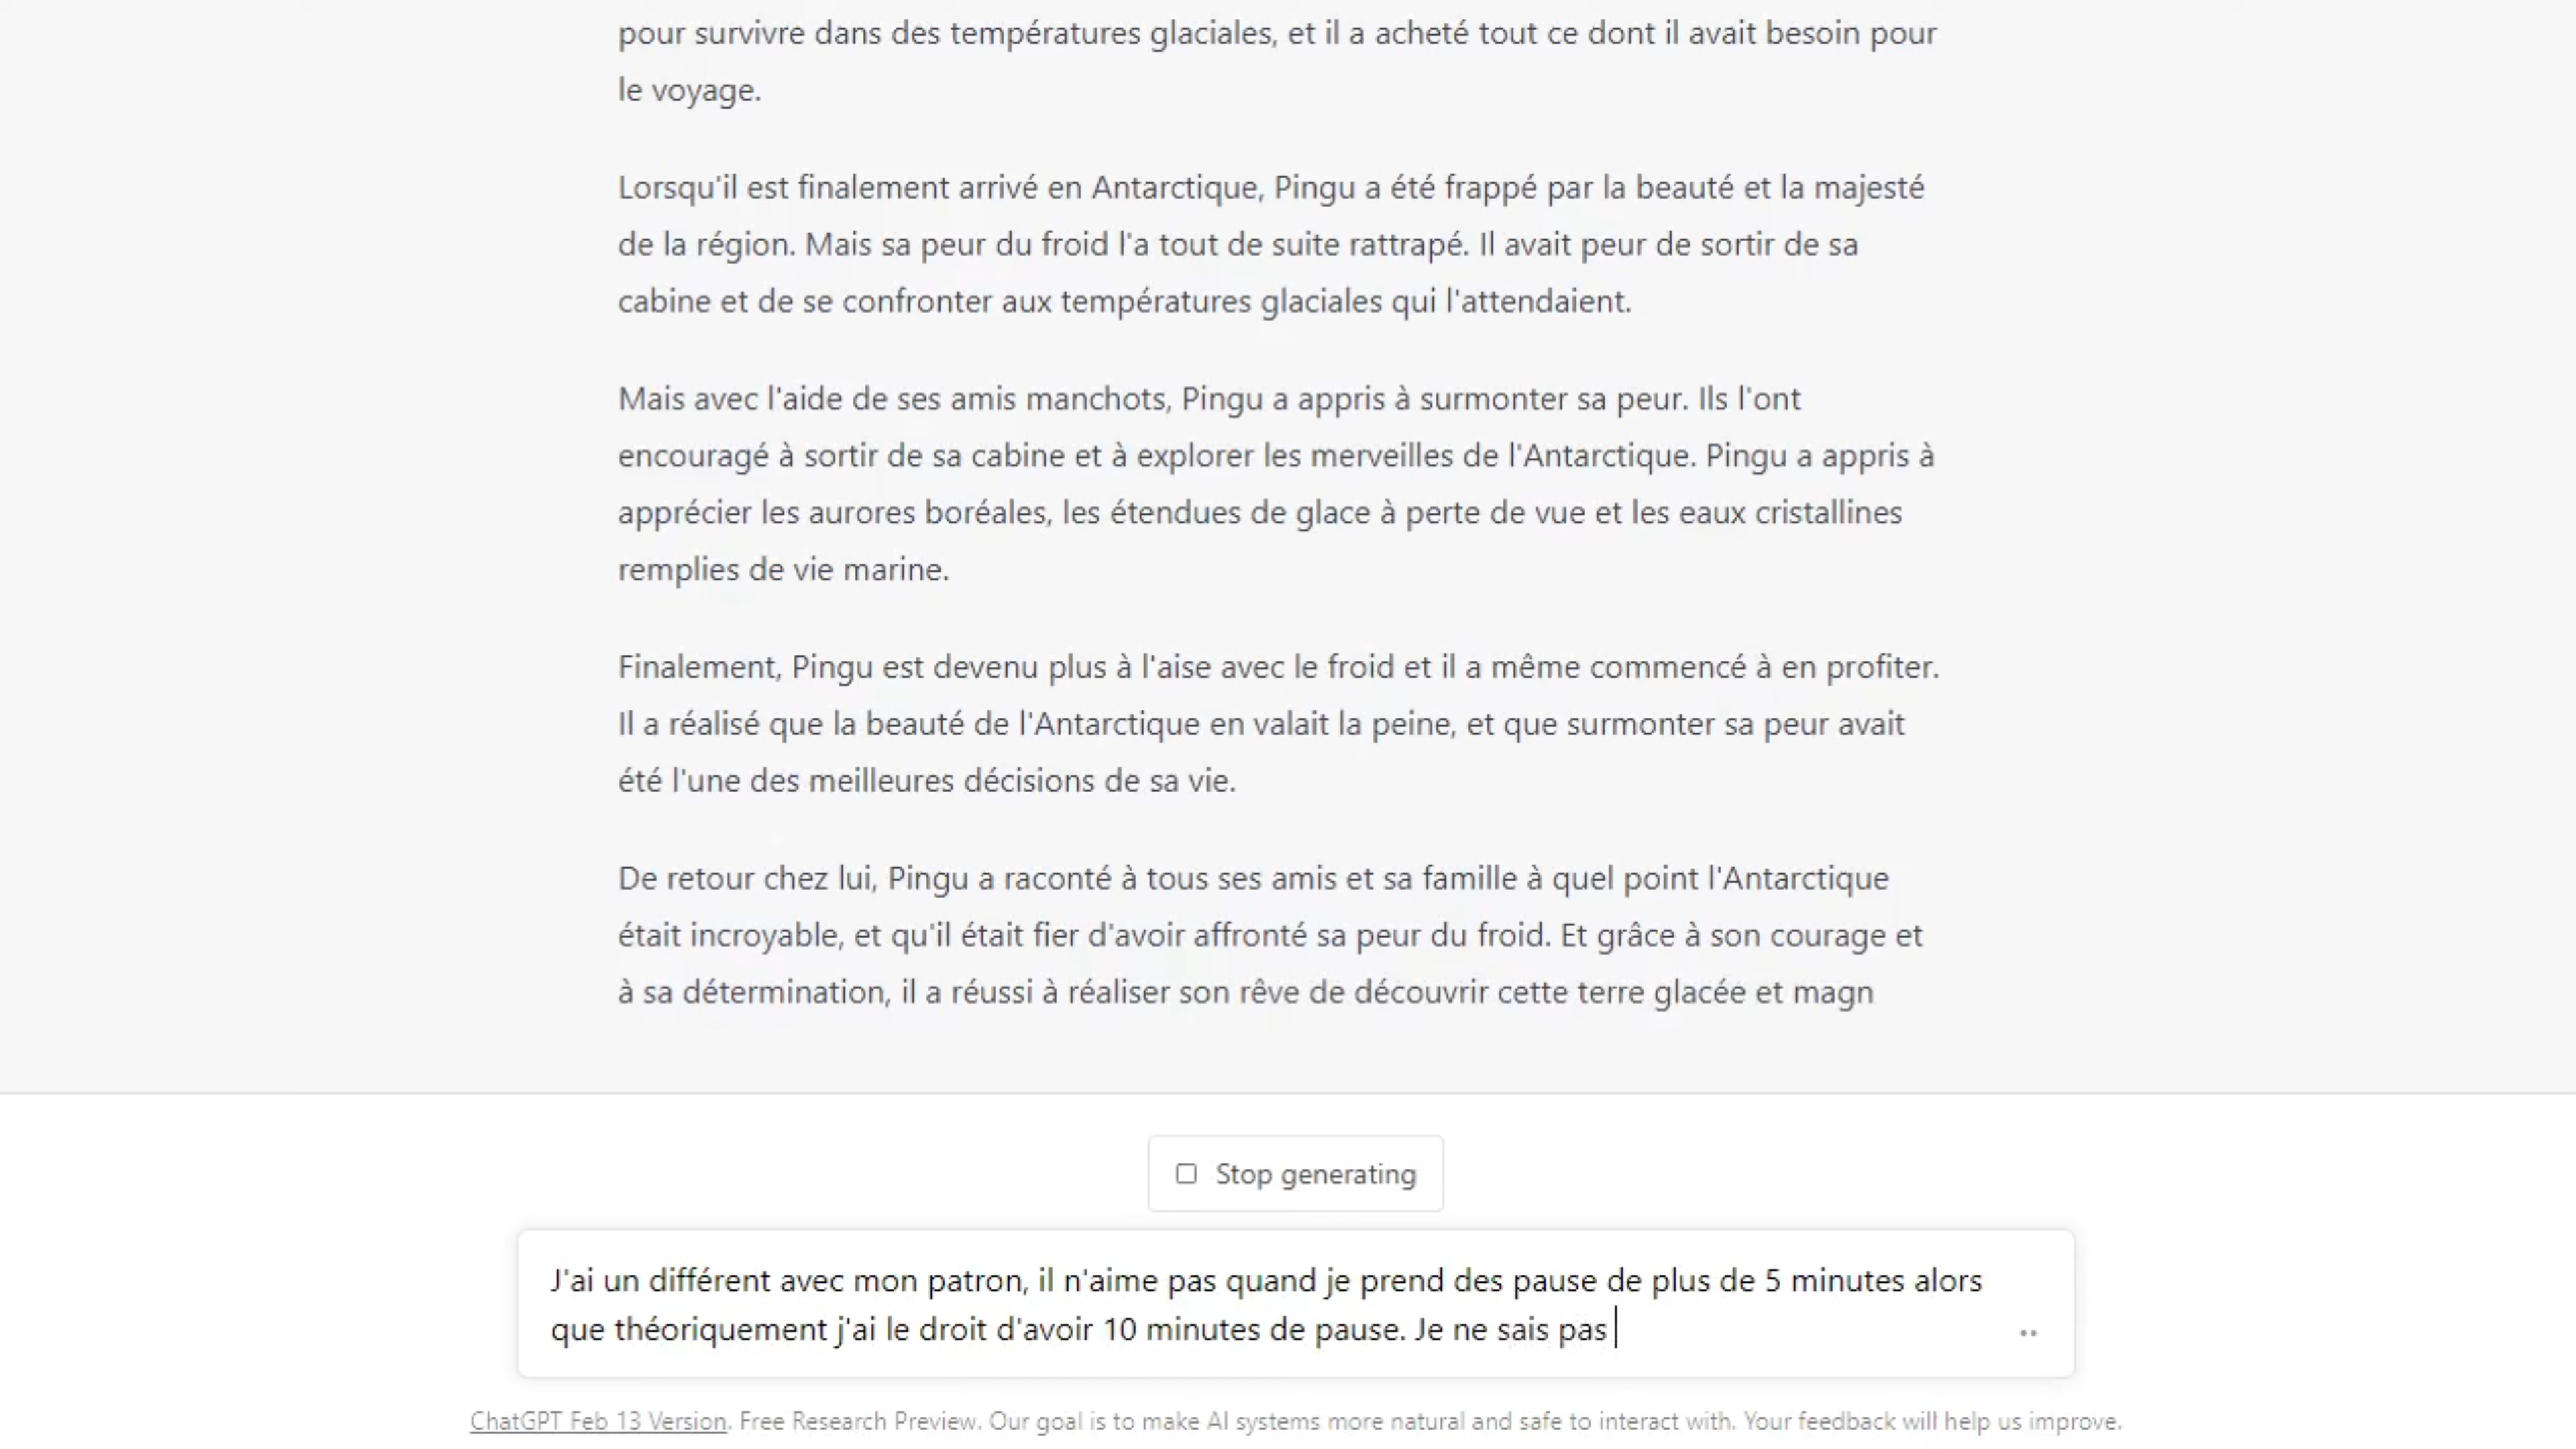 pour survivre dans des températures glaciales, et il a acheté tout ce dont il avait besoin pour
le voyage.
Lorsqu'il est finalement arrivé en Antarctique, Pingu a été frappé par la beauté et la majesté
de la région. Mais sa peur du froid l'a tout de suite rattrapé. Il avait peur de sortir de sa
cabine et de se confronter aux températures glaciales qui l'attendaient.
Mais avec l'aide de ses amis manchots, Pingu a appris à surmonter sa peur. Ils l'ont
encouragé à sortir de sa cabine et à explorer les merveilles de l'Antarctique. Pingu a appris à
apprécier les aurores boréales, les étendues de glace à perte de vue et les eaux cristallines
remplies de vie marine.
Finalement, Pingu est devenu plus à l'aise avec le froid et il a même commencé à en profiter.
Il a réalisé que la beauté de l'Antarctique en valait la peine, et que surmonter sa peur avait
été l'une des meilleures décisions de sa vie.
De retour chez lui, Pingu a raconté à tous ses amis et sa famille à quel point l'Antarctique
était incroyable, et qu'il était fier d'avoir affronté sa peur du froid. Et grâce à son courage et
à sa détermination, il a réussi à réaliser son rêve de découvrir cette terre glacée et magn
Stop generating
J'ai un différent avec mon patron, il n'aime pas quand je prend des pause de plus de 5 minutes alors
que théoriquement j'ai le droit d'avoir 10 minutes de pause. Je ne sais pas
ChatGPT Feb 13 Version. Free Research Preview. Our goal is to make AI systems more natural and safe to interact with. Your feedback will help us improve.